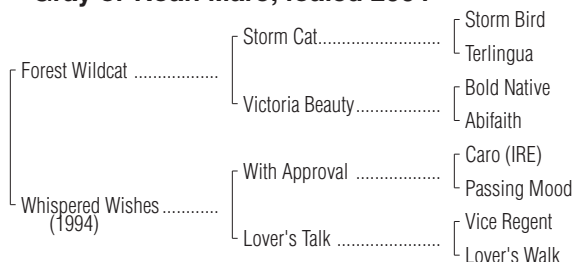 Gray or Roan Mare; foaled
Storm Bird
Storm Cat
Terlingua
Forest Wildcat
Bold Native
Victoria Beauty
Abifaith
Caro (IRE)
With Approval
Passing Mood
Whispered Wishes
(1994)
Vice Regent
Lover's Talk
Lover's Walk